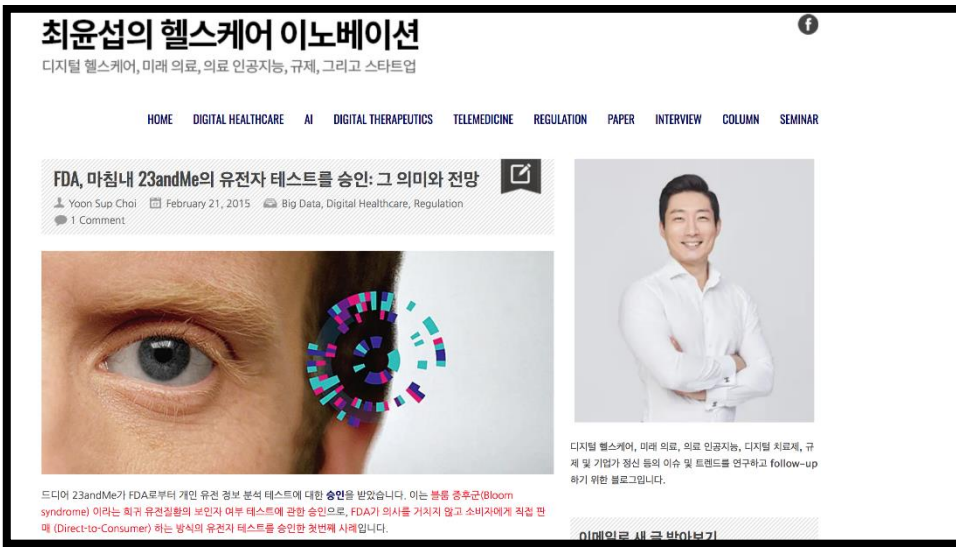 최윤섭의 헬스케어 이노베이션
디지털 헬스케어, 미래 의료, 의료 인공지능, 규제, 그리고 스타트업
HOME DIGITAL HEALTHCARE AI DIGITAL THERAPEUTICS TELEMEDICINE REGULATION PAPER INTERVIEW COLUMN SEMINAR
FDA, 마침내 23andMe의 유전자 테스트를 승인: 그 의미와 전망
Yoon Sup Choi February 21, 2015 Big Data, Digital Healthcare, Regulation
1 Comment
드디어 23andMe가 FDA로부터 개인 유전 정보 분석 테스트에 대한 승인을 받았습니다. 이는 블룸 증후군(Bloom
syndrome) 이라는 희귀 유전질환의 보인자 여부 테스트에 관한 승인으로, FDA가 의사를 거치지 않고 소비자에게 직접 판
매 (Direct-to-Consumer) 하는 방식의 유전자 테스트를 승인한 첫번째 사례입니다.
디지털 헬스케어, 미래 의료, 의료 인공지능, 디지털 치료제, 규
제 및 기업가 정신 등의 이슈 및 트렌드를 연구하고 follow-up
하기 위한 블로그입니다.
이메일로 새 글 받아보기